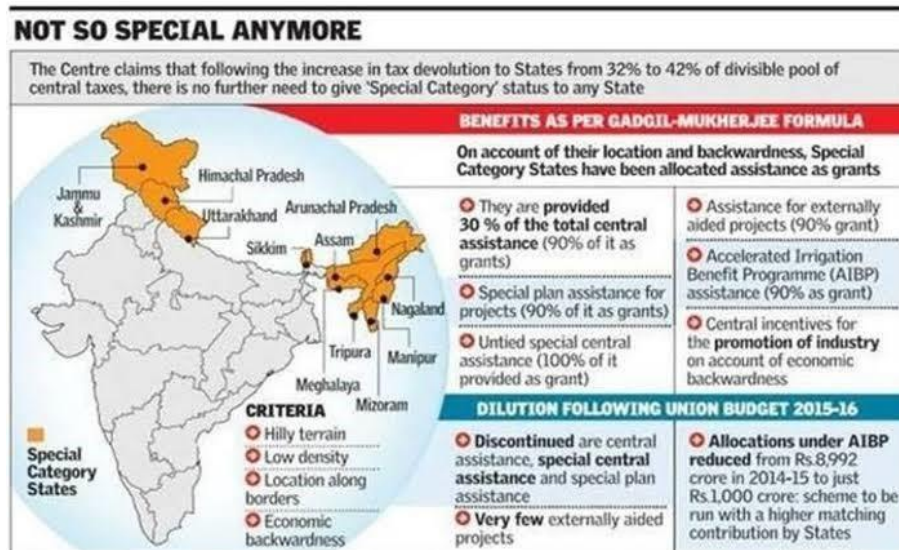 NOT SO SPECIAL ANYMORE
The Centre claims that following the increase in tax devolution to States from 32% to 42% of divisible pool of
central taxes, there is no further need to give 'Special Category' status to any State
Jammu
&
Kashmir
Himachal Pradesh
Uttarakhand
Arunachal Pradesh
Sikkim
Assam
Nagaland
Tripura
Manipur
Meghalaya
Mizoram
Special
Category
States
CRITERIA
Hilly terrain
Low density
Location along
borders
Economic
backwardness
BENEFITS AS PER GADGIL-MUKHERJEE FORMULA
On account of their location and backwardness, Special
Category States have been allocated assistance as grants
They are provided
30 % of the total central
assistance (90% of it as
grants)
Special plan assistance for
projects (90% of it as grants)
Untied special central
assistance (100% of it
provided as grant)
Assistance for externally
aided projects (90% grant)
Accelerated Irrigation
Benefit Programme (AIBP)
assistance (90% as grant)
Central incentives for
the promotion of industry
on account of economic
backwardness
DILUTION FOLLOWING UNION BUDGET 2015-16
Discontinued are central
assistance, special central
assistance and special plan
assistance
Very few externally aided
projects
Allocations under AIBP
reduced from Rs.8,992
crore in 2014-15 to just
Rs.1,000 crore: scheme to be
run with a higher matching
contribution by States